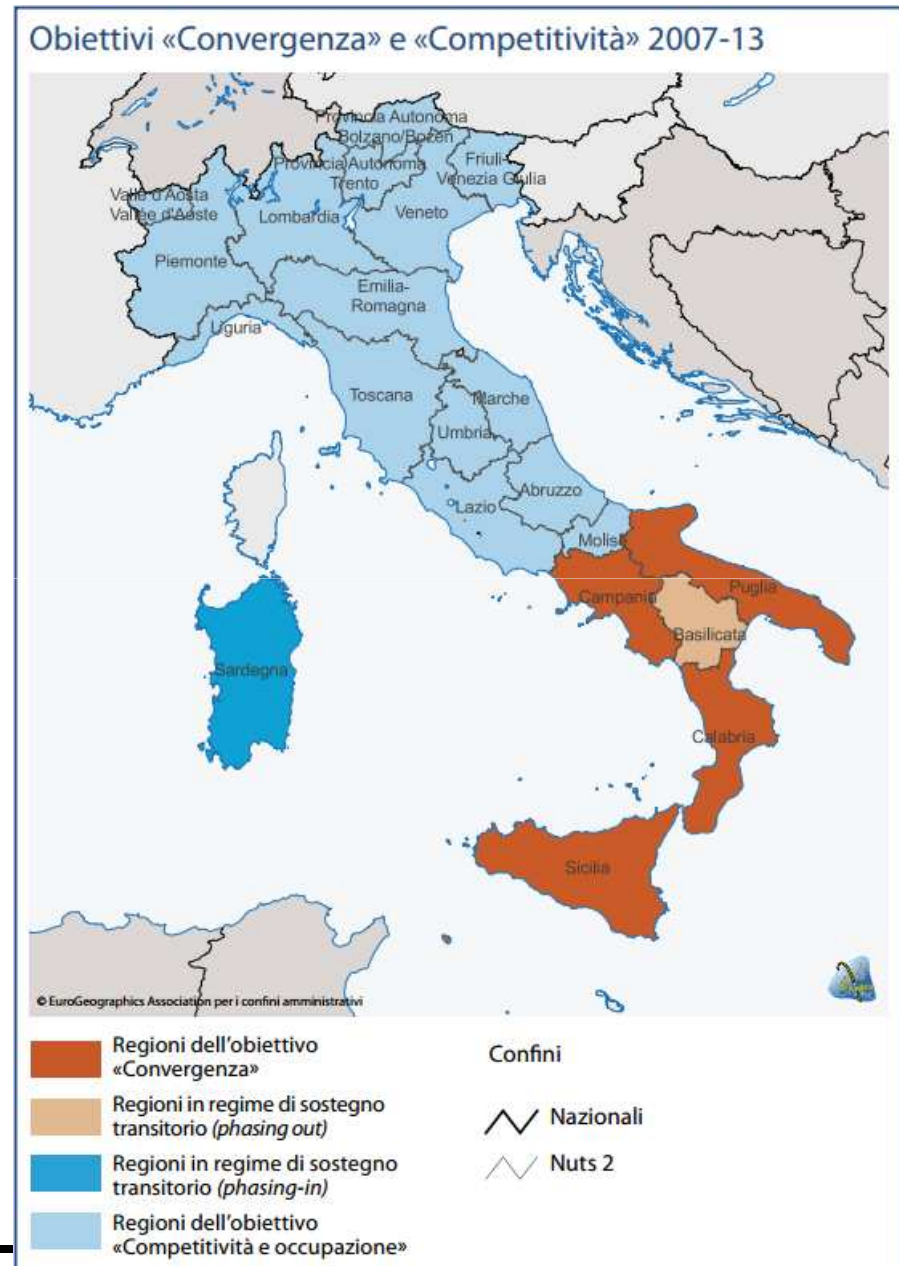 Obiettivi «Convergenza» e «Competitività» 2007-13
Provincia Autonoma
Bolzano/Bozen
Provincia Autonoma
Trento
Friuli-
Venezia Giulia
Valle d'Aosta
Vallée d'Aoste
Lombardia
Veneto
Piemonte
Emilia-
Romagna
Uguria
Toscana
Marche
Umbria
Abruzzo
Lazio
Molise
Puglia
Campania
Basilicata
Sardegna
Calabria
Sicilia
© EuroGeographics Association per i confini amministrativi
Regioni dell'obiettivo
«Convergenza»
Regioni in regime di sostegno
transitorio (phasing out)
Regioni in regime di sostegno
transitorio (phasing-in)
Regioni dell'obiettivo
«Competitività e occupazione»
Confini
Nazionali
Nuts 2